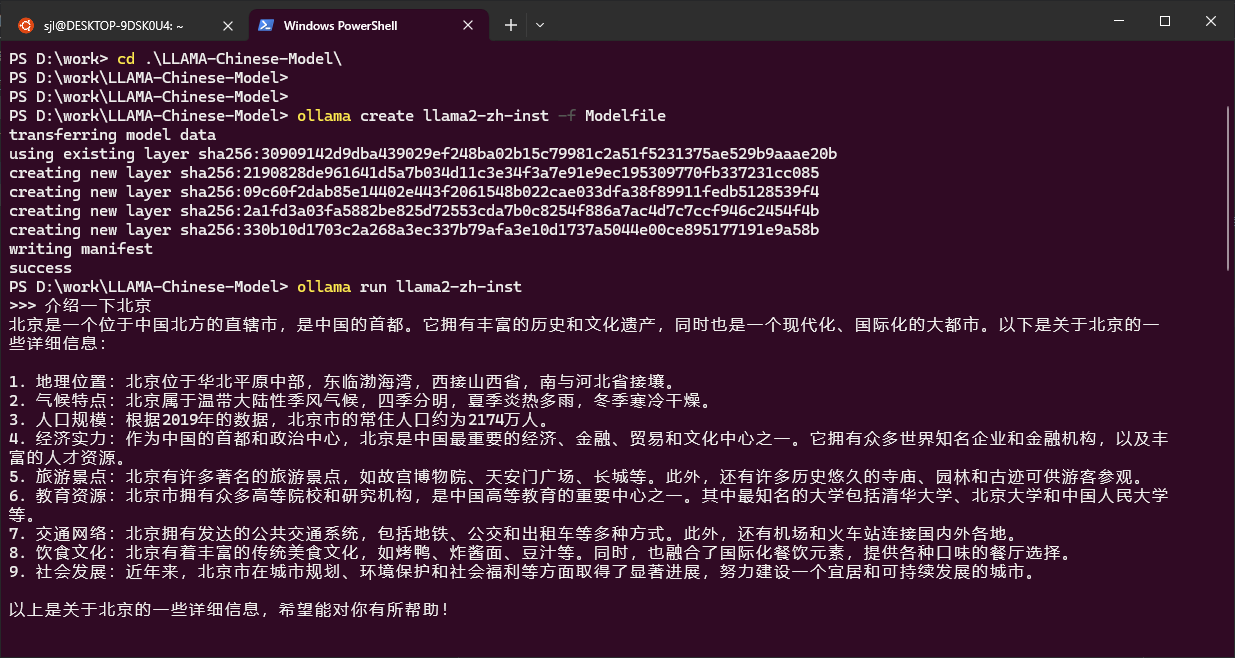 sjl@DESKTOP-9DSK0U4: ~
Windows PowerShell
PS D:\work> cd .\LLAMA-Chinese-Model\
PS D:\work\LLAMA-Chinese-Model>
PS D:\work\LLAMA-Chinese-Model>
PS D:\work\LLAMA-Chinese-Model> ollama create llama2-zh-inst -f Modelfile
transferring model data
using existing layer sha256:30909142d9dba439029ef248ba02b15c79981c2a51f5231375ae529b9aaae20b
creating new layer sha256:2190828de961641d5a7b034d11c3e34f3a7e91e9ec195309770fb337231cc085
creating new layer sha256:09c60f2dab85e14402e443f2061548b022cae033dfa38f89911fedb5128539f4
creating new layer sha256:2a1fd3a03fa5882be825d72553cda7b0c8254f886a7ac4d7c7ccf946c2454f4b
creating new layer sha256:330b10d1703c2a268a3ec337b79afa3e10d1737a5044e00ce895177191e9a58b
writing manifest
success
PS D:\work\LLAMA-Chinese-Model> ollama run llama2-zh-inst
>>> 介绍一下北京
北京是一个位于中国北方的直辖市，是中国的首都。它拥有丰富的历史和文化遗产，同时也是一个现代化、国际化的大都市。以下是关于北京的一
些详细信息：
1. 地理位置：北京位于华北平原中部，东临渤海湾，西接山西省，南与河北省接壤。
2. 气候特点：北京属于温带大陆性季风气候，四季分明，夏季炎热多雨，冬季寒冷干燥。
3. 人口规模：根据2019年的数据，北京市的常住人口约为2174万人。
4. 经济实力：作为中国的首都和政治中心，北京是中国最重要的经济、金融、贸易和文化中心之一。它拥有众多世界知名企业和金融机构，以及丰
富的人才资源。
5. 旅游景点：北京有许多著名的旅游景点，如故宫博物院、天安门广场、长城等。此外，还有许多历史悠久的寺庙、园林和古迹可供游客参观。
6. 教育资源：北京市拥有众多高等院校和研究机构，是中国高等教育的重要中心之一。其中最知名的大学包括清华大学、北京大学和中国人民大学
等。
7. 交通网络：北京拥有发达的公共交通系统，包括地铁、公交和出租车等多种方式。此外，还有机场和火车站连接国内外各地。
8. 饮食文化：北京有着丰富的传统美食文化，如烤鸭、炸酱面、豆汁等。同时，也融合了国际化餐饮元素，提供各种口味的餐厅选择。
9. 社会发展：近年来，北京市在城市规划、环境保护和社会福利等方面取得了显著进展，努力建设一个宜居和可持续发展的城市。
以上是关于北京的一些详细信息，希望能对你有所帮助！